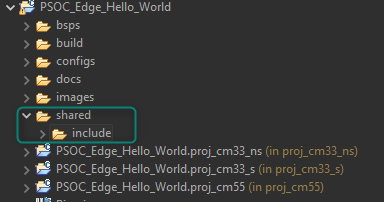 PSOC_Edge_Hello_World
bsps
build
configs
docs
images
shared
include
PSOC_Edge_Hello_World.proj_cm33_ns (in proj_cm33_ns)
PSOC_Edge_Hello_World.proj_cm33_s (in proj_cm33_s)
PSOC_Edge_Hello_World.proj_cm55 (in proj_cm55)